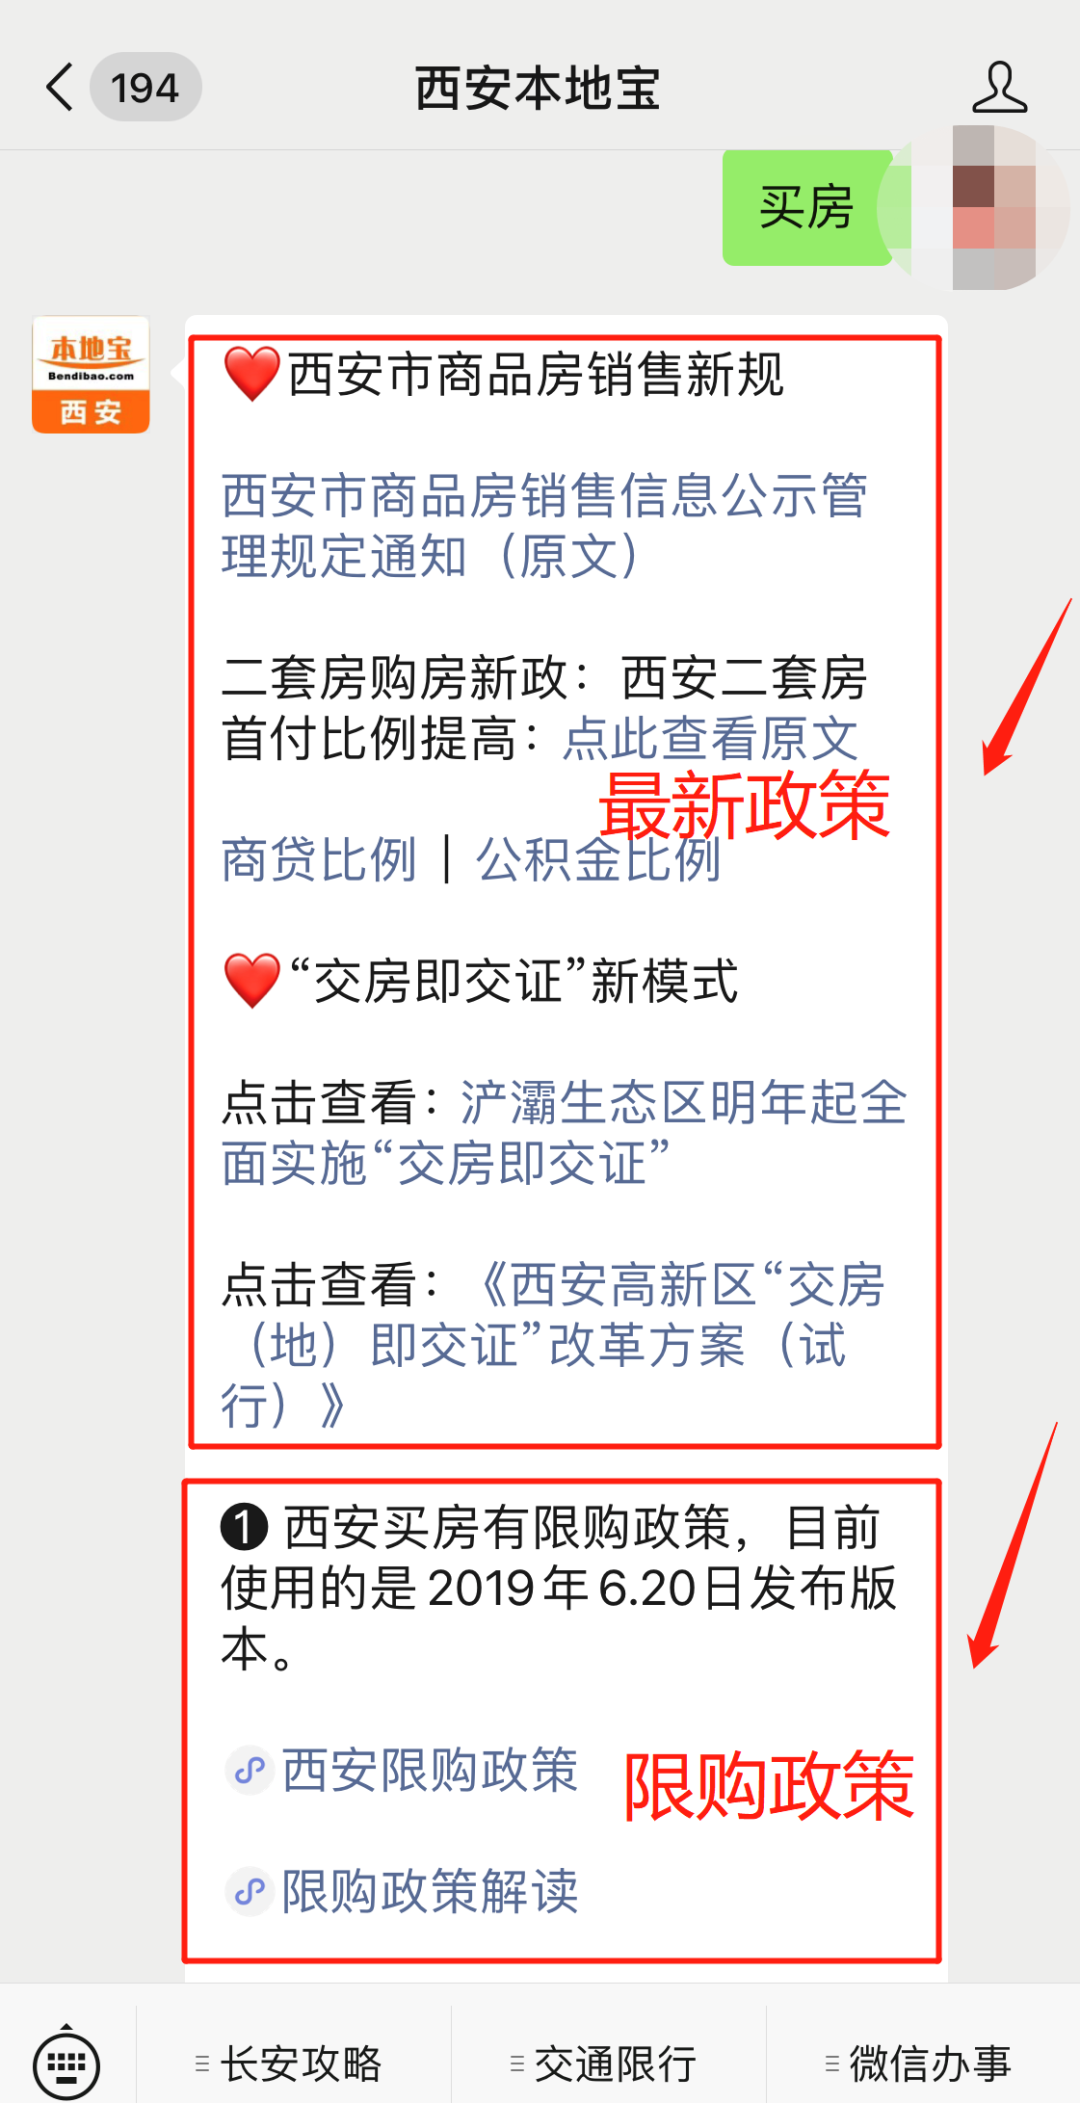 194
西安本地宝
买房
本地宝
Bendibao.com
西安
❤️西安市商品房销售新规
西安市商品房销售信息公示管
理规定通知（原文）
二套房购房新政：西安二套房
首付比例提高：点此查看原文
最新政策
商贷比例 | 公积金比例
❤️“交房即交证”新模式
点击查看：浐灞生态区明年起全
面实施“交房即交证”
点击查看：《西安高新区“交房
（地）即交证”改革方案（试
行）》
❶ 西安买房有限购政策，目前
使用的是2019年6.20日发布版
本。
西安限购政策
限购政策
限购政策解读
长安攻略
交通限行
微信办事